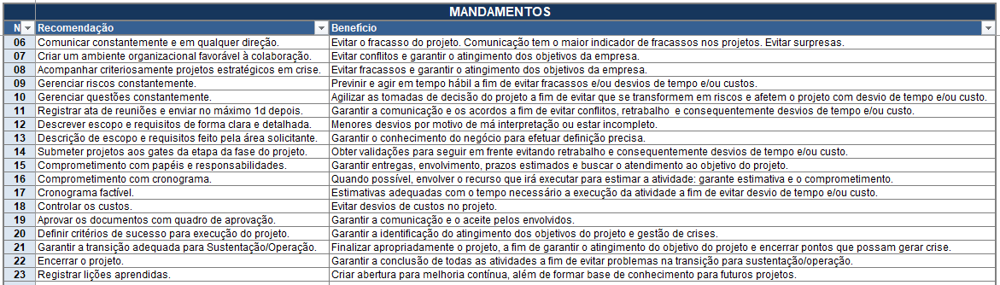 MANDAMENTOS
N Recomendação Benefício
06 Comunicar constantemente e em qualquer direção. Evitar o fracasso do projeto. Comunicação tem o maior indicador de fracassos nos projetos. Evitar surpresas.
07 Criar um ambiente organizacional favorável à colaboração. Evitar conflitos e garantir o atingimento dos objetivos da empresa.
08 Acompanhar criteriosamente projetos estratégicos em crise. Evitar fracassos e garantir o atingimento dos objetivos da empresa.
09 Gerenciar riscos constantemente. Previnir e agir em tempo hábil a fim de evitar fracassos e/ou desvios de tempo e/ou custos.
10 Gerenciar questões constantemente. Agilizar as tomadas de decisão do projeto a fim de evitar que se transformem em riscos e afetem o projeto com desvio de tempo e/ou custo.
11 Registrar ata de reuniões e enviar no máximo 1d depois. Garantir a comunicação e os acordos a fim de evitar conflitos, retrabalho e consequentemente desvios de tempo e/ou custo.
12 Descrever escopo e requisitos de forma clara e detalhada. Menores desvios por motivo de má interpretação ou estar incompleto.
13 Descrição de escopo e requisitos feito pela área solicitante. Garantir o conhecimento do negócio para efetuar definição precisa.
14 Submeter projetos aos gates da etapa da fase do projeto. Obter validações para seguir em frente evitando retrabalho e consequentemente desvios de tempo e/ou custo.
15 Comprometimento com papéis e responsabilidades. Garantir entregas, envolvimento, prazos estimados e buscar o atendimento ao objetivo do projeto.
16 Comprometimento com cronograma. Quando possível, envolver o recurso que irá executar para estimar a atividade: garante estimativa e o comprometimento.
17 Cronograma factível. Estimativas adequadas com o tempo necessário a execução da atividade a fim de evitar desvio de tempo e/ou custo.
18 Controlar os custos. Evitar desvios de custos no projeto.
19 Aprovar os documentos com quadro de aprovação. Garantir a comunicação e o aceite pelos envolvidos.
20 Definir critérios de sucesso para execução do projeto. Garantir a identificação do atingimento dos objetivos do projeto e gestão de crises.
21 Garantir a transição adequada para Sustentação/Operação. Finalizar apropriadamente o projeto, a fim de garantir o atingimento do objetivo do projeto e encerrar pontos que possam gerar crise.
22 Encerrar o projeto. Garantir a conclusão de todas as atividades a fim de evitar problemas na transição para sustentação/operação.
23 Registrar lições aprendidas. Criar abertura para melhoria contínua, além de formar base de conhecimento para futuros projetos.